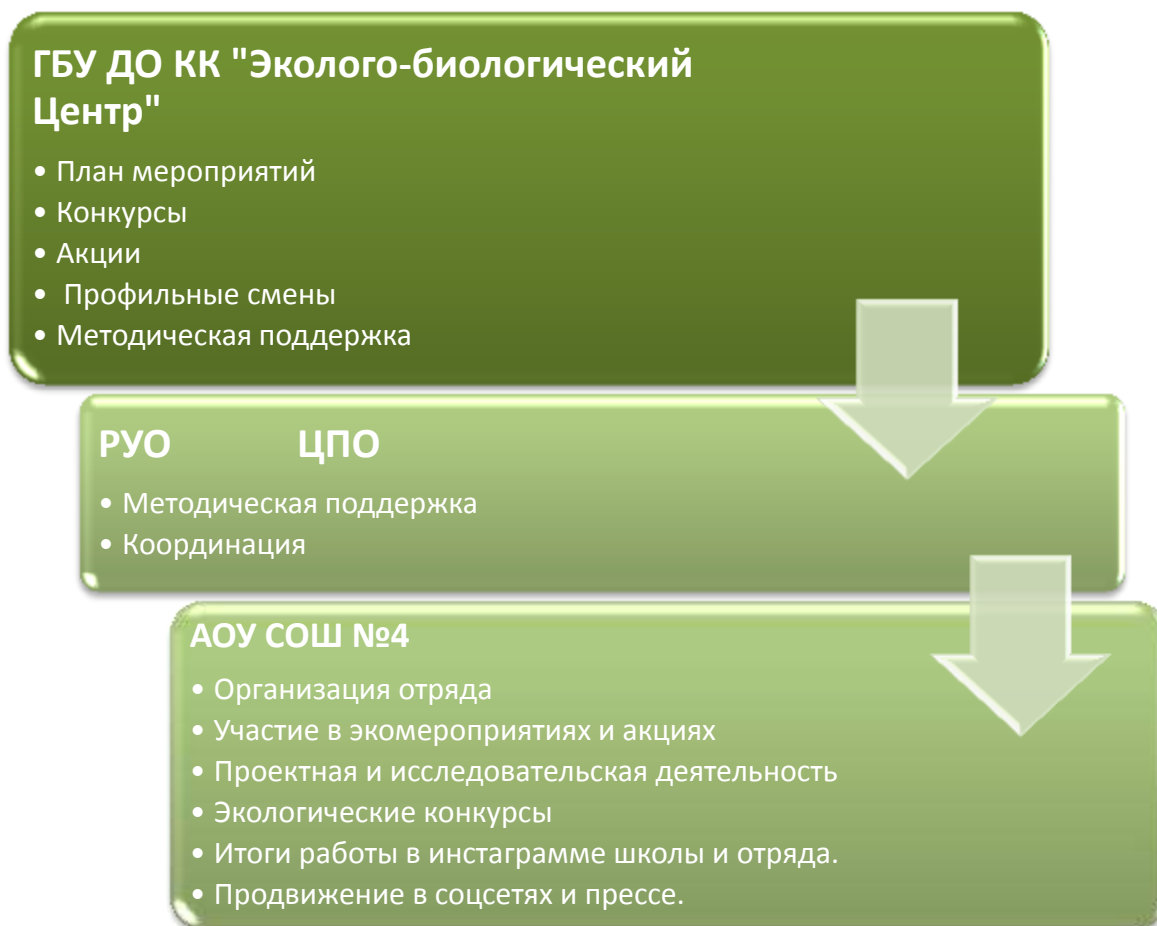 ГБУ ДО КК "Эколого-биологический
Центр"
• План мероприятий
• Конкурсы
• Акции
• Профильные смены
• Методическая поддержка
РУО ЦПО
• Методическая поддержка
• Координация
АОУ СОШ №4
• Организация отряда
• Участие в экомероприятиях и акциях
• Проектная и исследовательская деятельность
• Экологические конкурсы
• Итоги работы в инстаграмме школы и отряда.
• Продвижение в соцсетях и прессе.